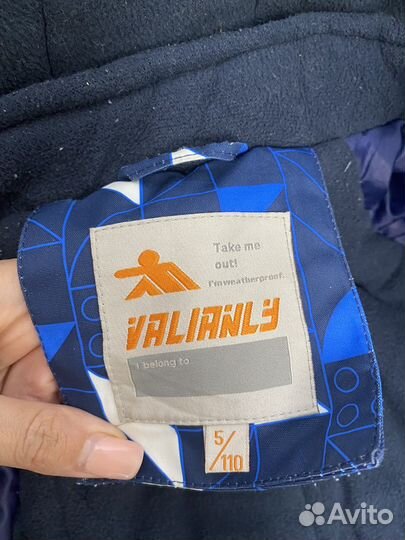 Take me
out!
I'm weatherproof.
VALIANLY
I belong to
5/110
Avito